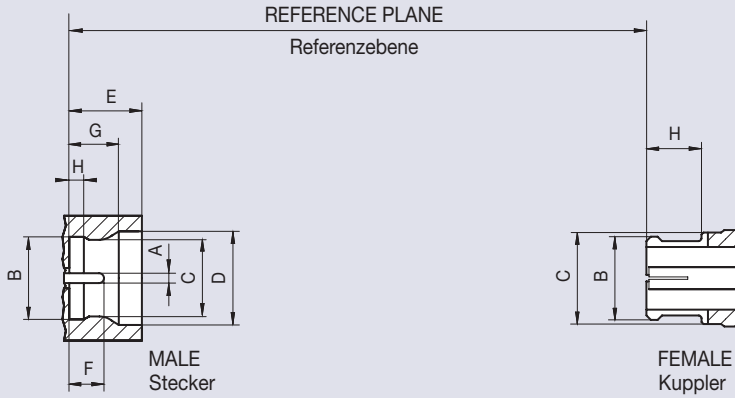 REFERENCE PLANE
Referenzebene
E
G
H
H
B
A
C
D
C
B
F
MALE
Stecker
FEMALE
Kuppler